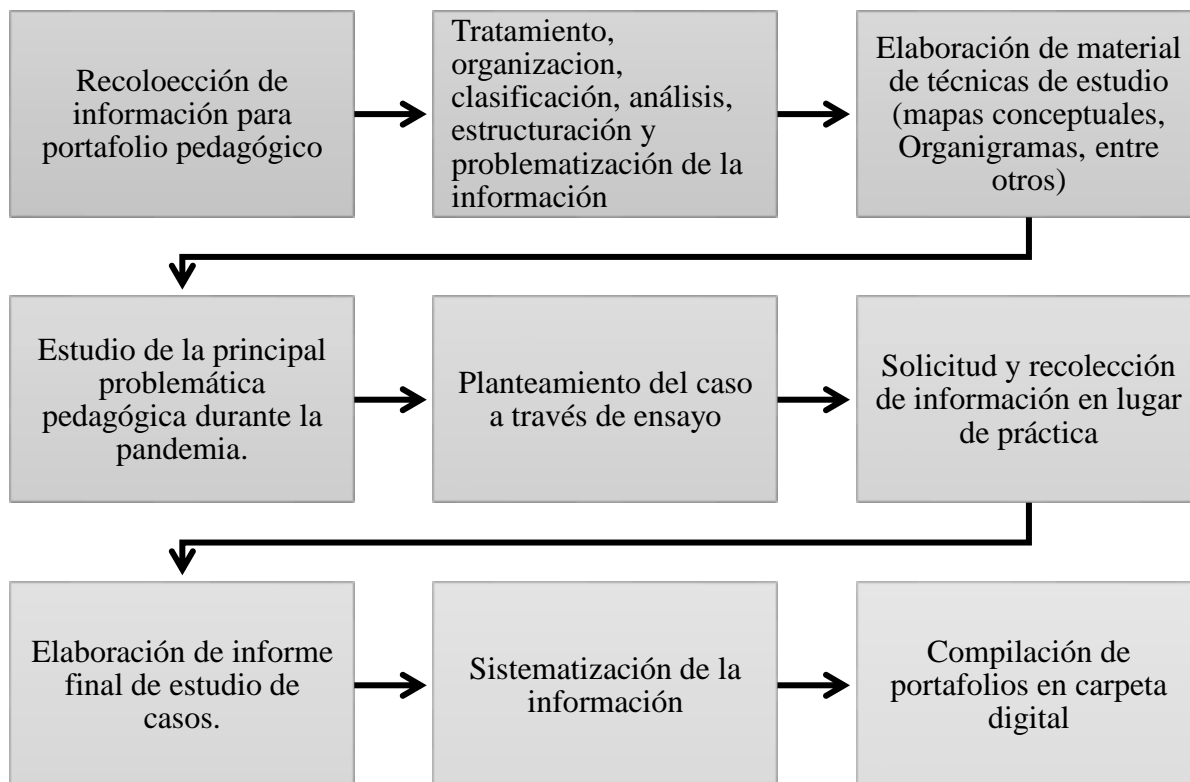 Recoloección de
información para
portafolio pedagógico
Tratamiento,
organizacion,
clasificación, análisis,
estructuración y
problematización de la
información
Elaboración de material
de técnicas de estudio
(mapas conceptuales,
Organigramas, entre
otros)
Estudio de la principal
problemática
pedagógica durante la
pandemia.
Planteamiento del caso
a través de ensayo
Solicitud y recolección
de información en lugar
de práctica
Elaboración de informe
final de estudio de
casos.
Sistematización de la
información
Compilación de
portafolios en carpeta
digital